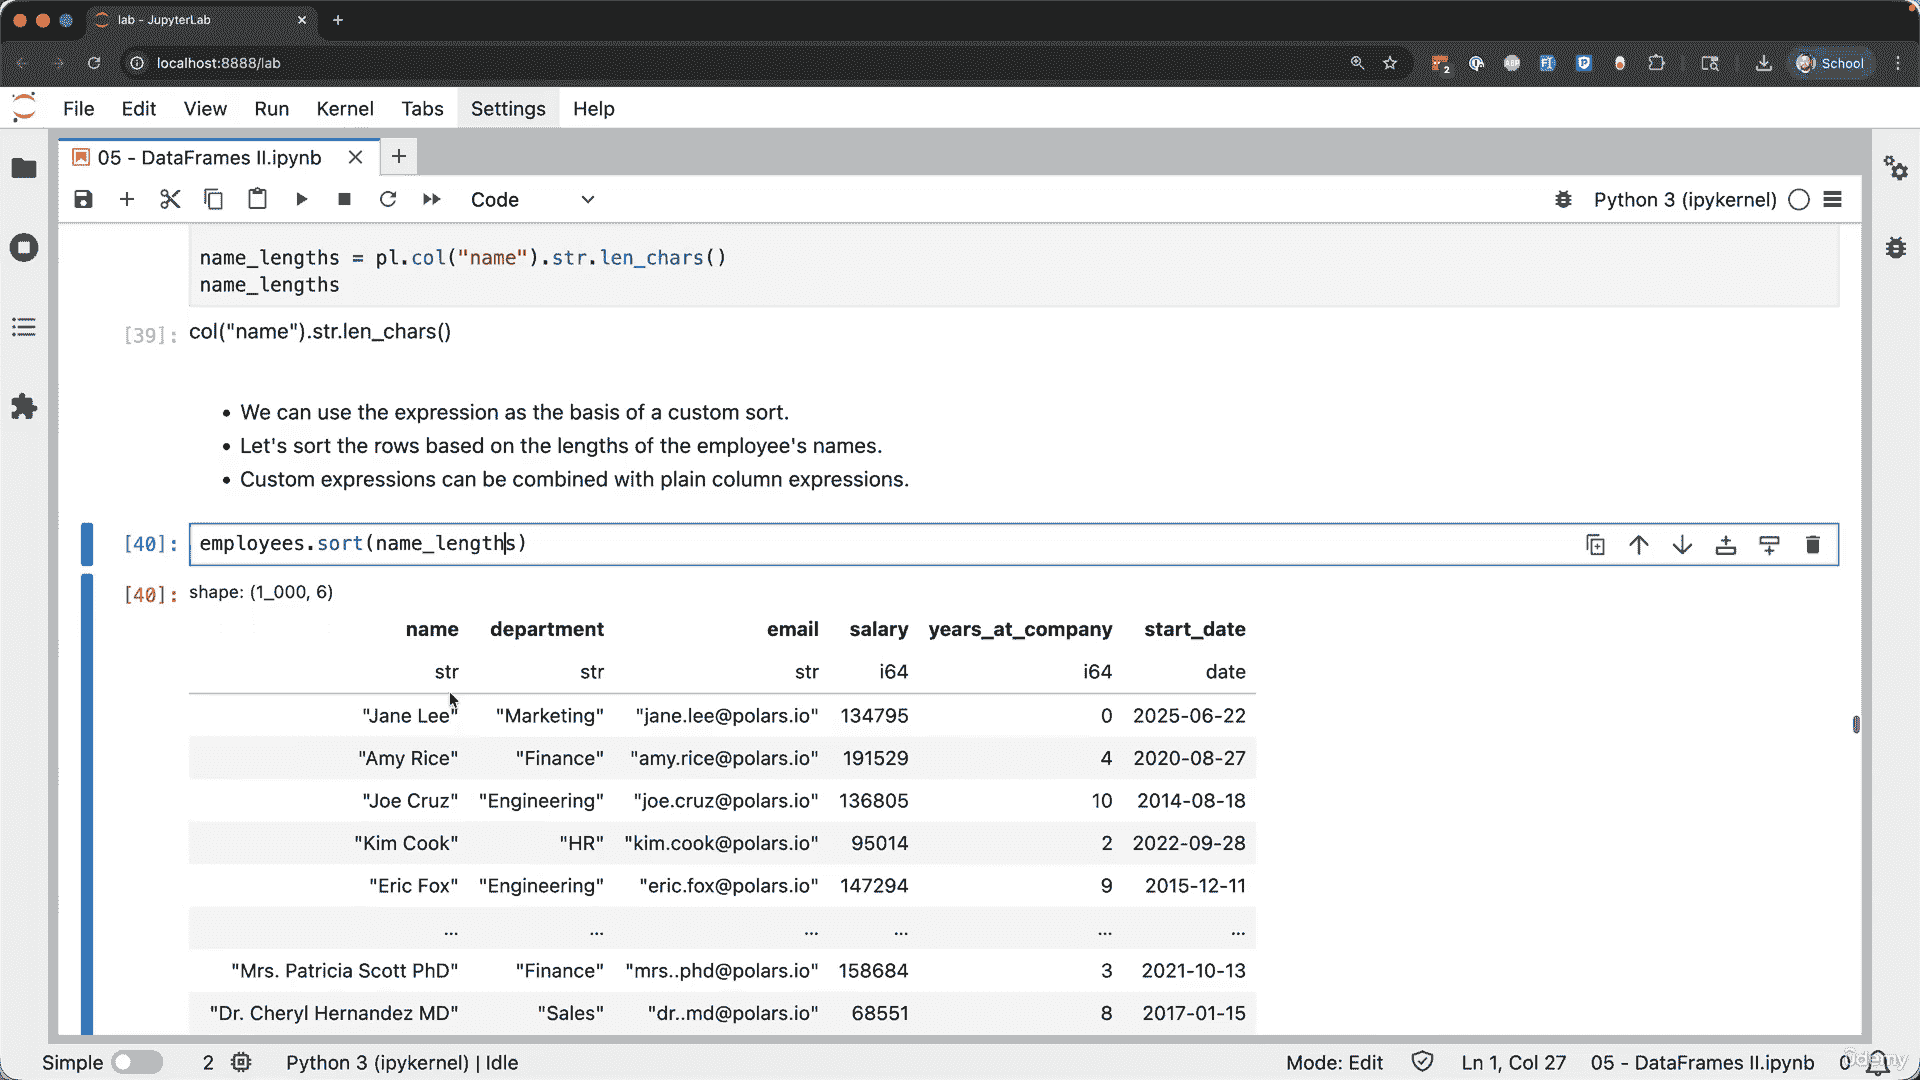 lab - JupyterLab
localhost:8888/lab
2
School
File Edit View Run Kernel Tabs Settings Help
05 - DataFrames II.ipynb
Code
Python 3 (ipykernel)
name_lengths = pl.col("name").str.len_chars()
name_lengths
[39]: col("name").str.len_chars()
• We can use the expression as the basis of a custom sort.
• Let's sort the rows based on the lengths of the employee's names.
• Custom expressions can be combined with plain column expressions.
[40]: employees.sort(name_lengths)
[40]: shape: (1_000, 6)
name department email salary years_at_company start_date
str str str i64 i64 date
"Jane Lee" "Marketing" "jane.lee@polars.io" 134795 0 2025-06-22
"Amy Rice" "Finance" "amy.rice@polars.io" 191529 4 2020-08-27
"Joe Cruz" "Engineering" "joe.cruz@polars.io" 136805 10 2014-08-18
"Kim Cook" "HR" "kim.cook@polars.io" 95014 2 2022-09-28
"Eric Fox" "Engineering" "eric.fox@polars.io" 147294 9 2015-12-11
… … … … … …
"Mrs. Patricia Scott PhD" "Finance" "mrs..phd@polars.io" 158684 3 2021-10-13
"Dr. Cheryl Hernandez MD" "Sales" "dr..md@polars.io" 68551 8 2017-01-15
Simple 2 Python 3 (ipykernel) | Idle Mode: Edit Ln 1, Col 27 05 - DataFrames II.ipynb 0
udemy